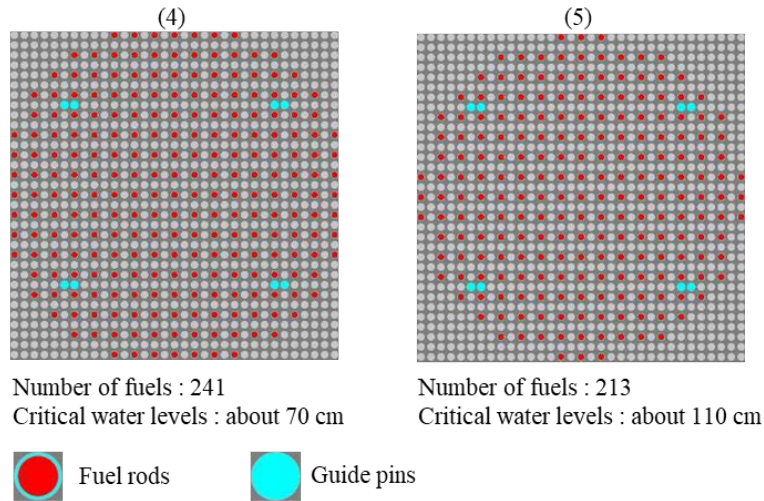 (4)
(5)
Number of fuels : 241
Critical water levels : about 70 cm
Number of fuels : 213
Critical water levels : about 110 cm
Fuel rods
Guide pins